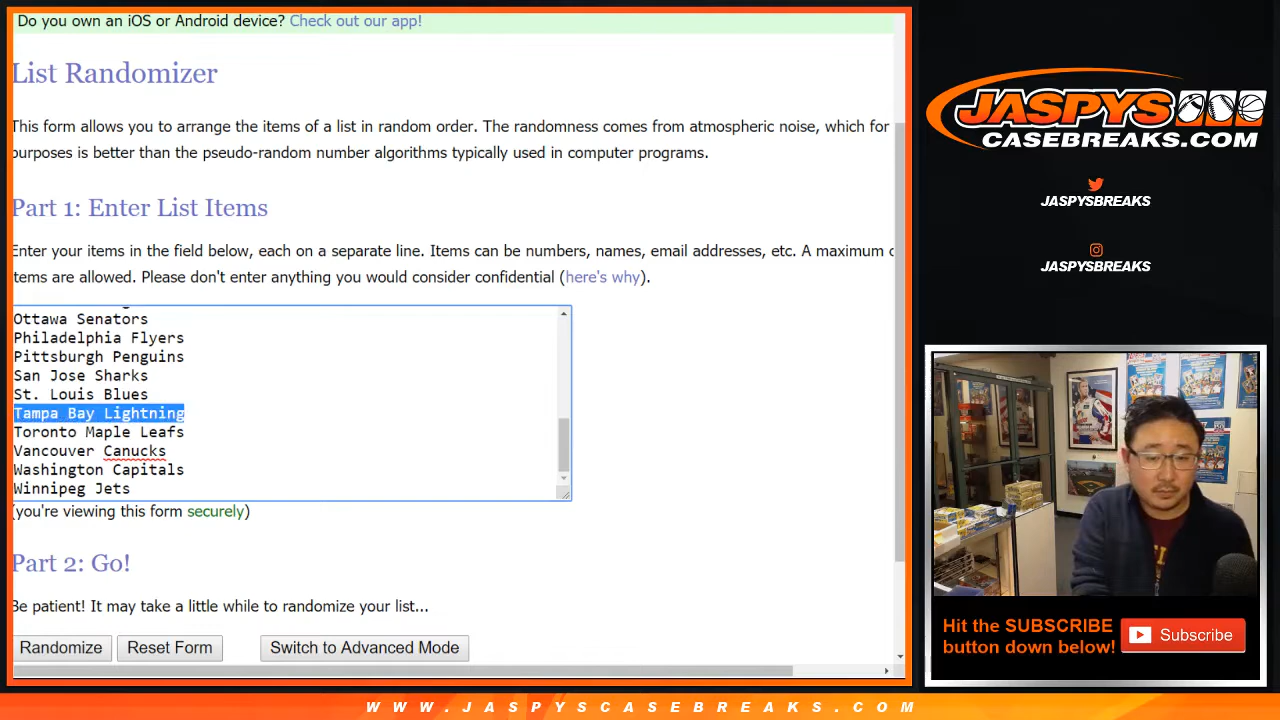 Do you own an iOS or Android device? Check out our app!
List Randomizer
This form allows you to arrange the items of a list in random order. The randomness comes from atmospheric noise, which for
purposes is better than the pseudo-random number algorithms typically used in computer programs.
Part 1: Enter List Items
Enter your items in the field below, each on a separate line. Items can be numbers, names, email addresses, etc. A maximum
items are allowed. Please don't enter anything you would consider confidential (here's why).
Ottawa Senators
Philadelphia Flyers
Pittsburgh Penguins
San Jose Sharks
St. Louis Blues
Tampa Bay Lightning
Toronto Maple Leafs
Vancouver Canucks
Washington Capitals
Winnipeg Jets
(you're viewing this form securely)
Part 2: Go!
Be patient! It may take a little while to randomize your list...
Randomize Reset Form Switch to Advanced Mode
JASPYS
CASEBREAKS.COM
JASPYSBREAKS
JASPYSBREAKS
Hit the SUBSCRIBE
button down below!
Subscribe
WWW.JASPYSCASEBREAKS.COM